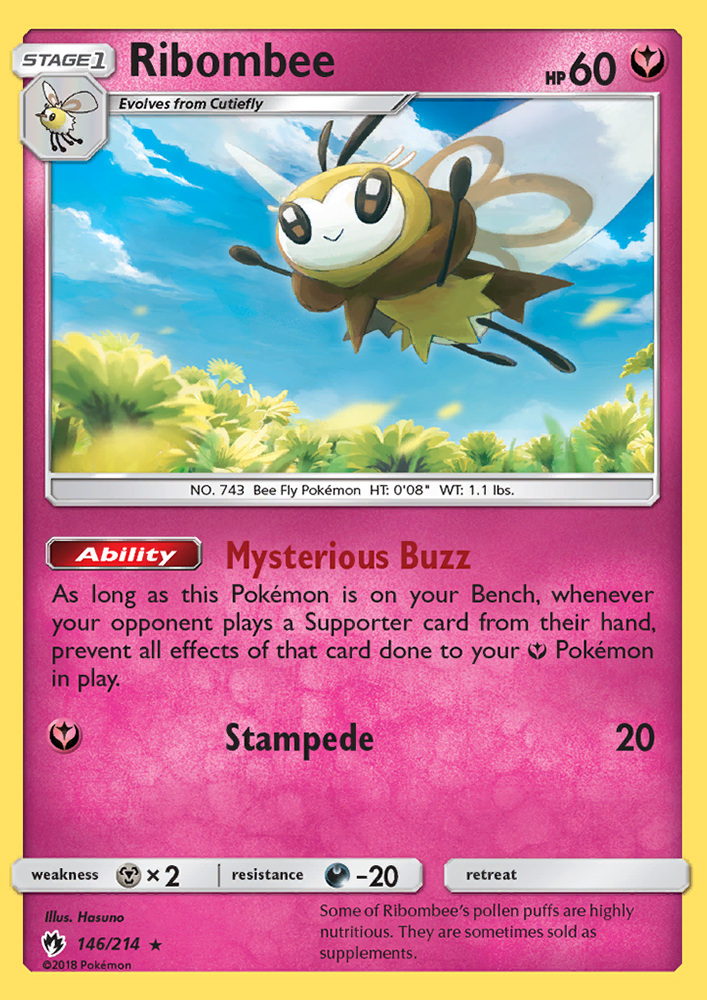 STAGE1
Ribombee
HP 60
Evolves from Cutiefly
NO. 743 Bee Fly Pokémon HT: 0'08" WT: 1.1 lbs.
Ability Mysterious Buzz
As long as this Pokémon is on your Bench, whenever
your opponent plays a Supporter card from their hand,
prevent all effects of that card done to your Pokémon
in play.
Stampede 20
weakness ×2 resistance -20 retreat
Illus. Hasuno
146/214 ★
©2018 Pokémon
Some of Ribombee's pollen puffs are highly
nutritious. They are sometimes sold as
supplements.